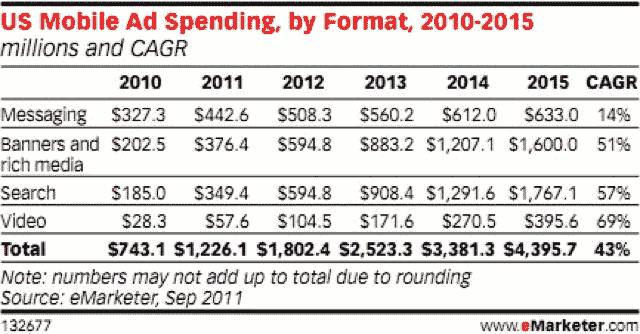 US Mobile Ad Spending, by Format, 2010-2015
millions and CAGR
2010 2011 2012 2013 2014 2015 CAGR
Messaging $327.3 $442.6 $508.3 $560.2 $612.0 $633.0 14%
Banners and rich media $202.5 $376.4 $594.8 $883.2 $1,207.1 $1,600.0 51%
Search $185.0 $349.4 $594.8 $908.4 $1,291.6 $1,767.1 57%
Video $28.3 $57.6 $104.5 $171.6 $270.5 $395.6 69%
Total $743.1 $1,226.1 $1,802.4 $2,523.3 $3,381.3 $4,395.7 43%
Note: numbers may not add up to total due to rounding
Source: eMarketer, Sep 2011
132677 www.eMarketer.com